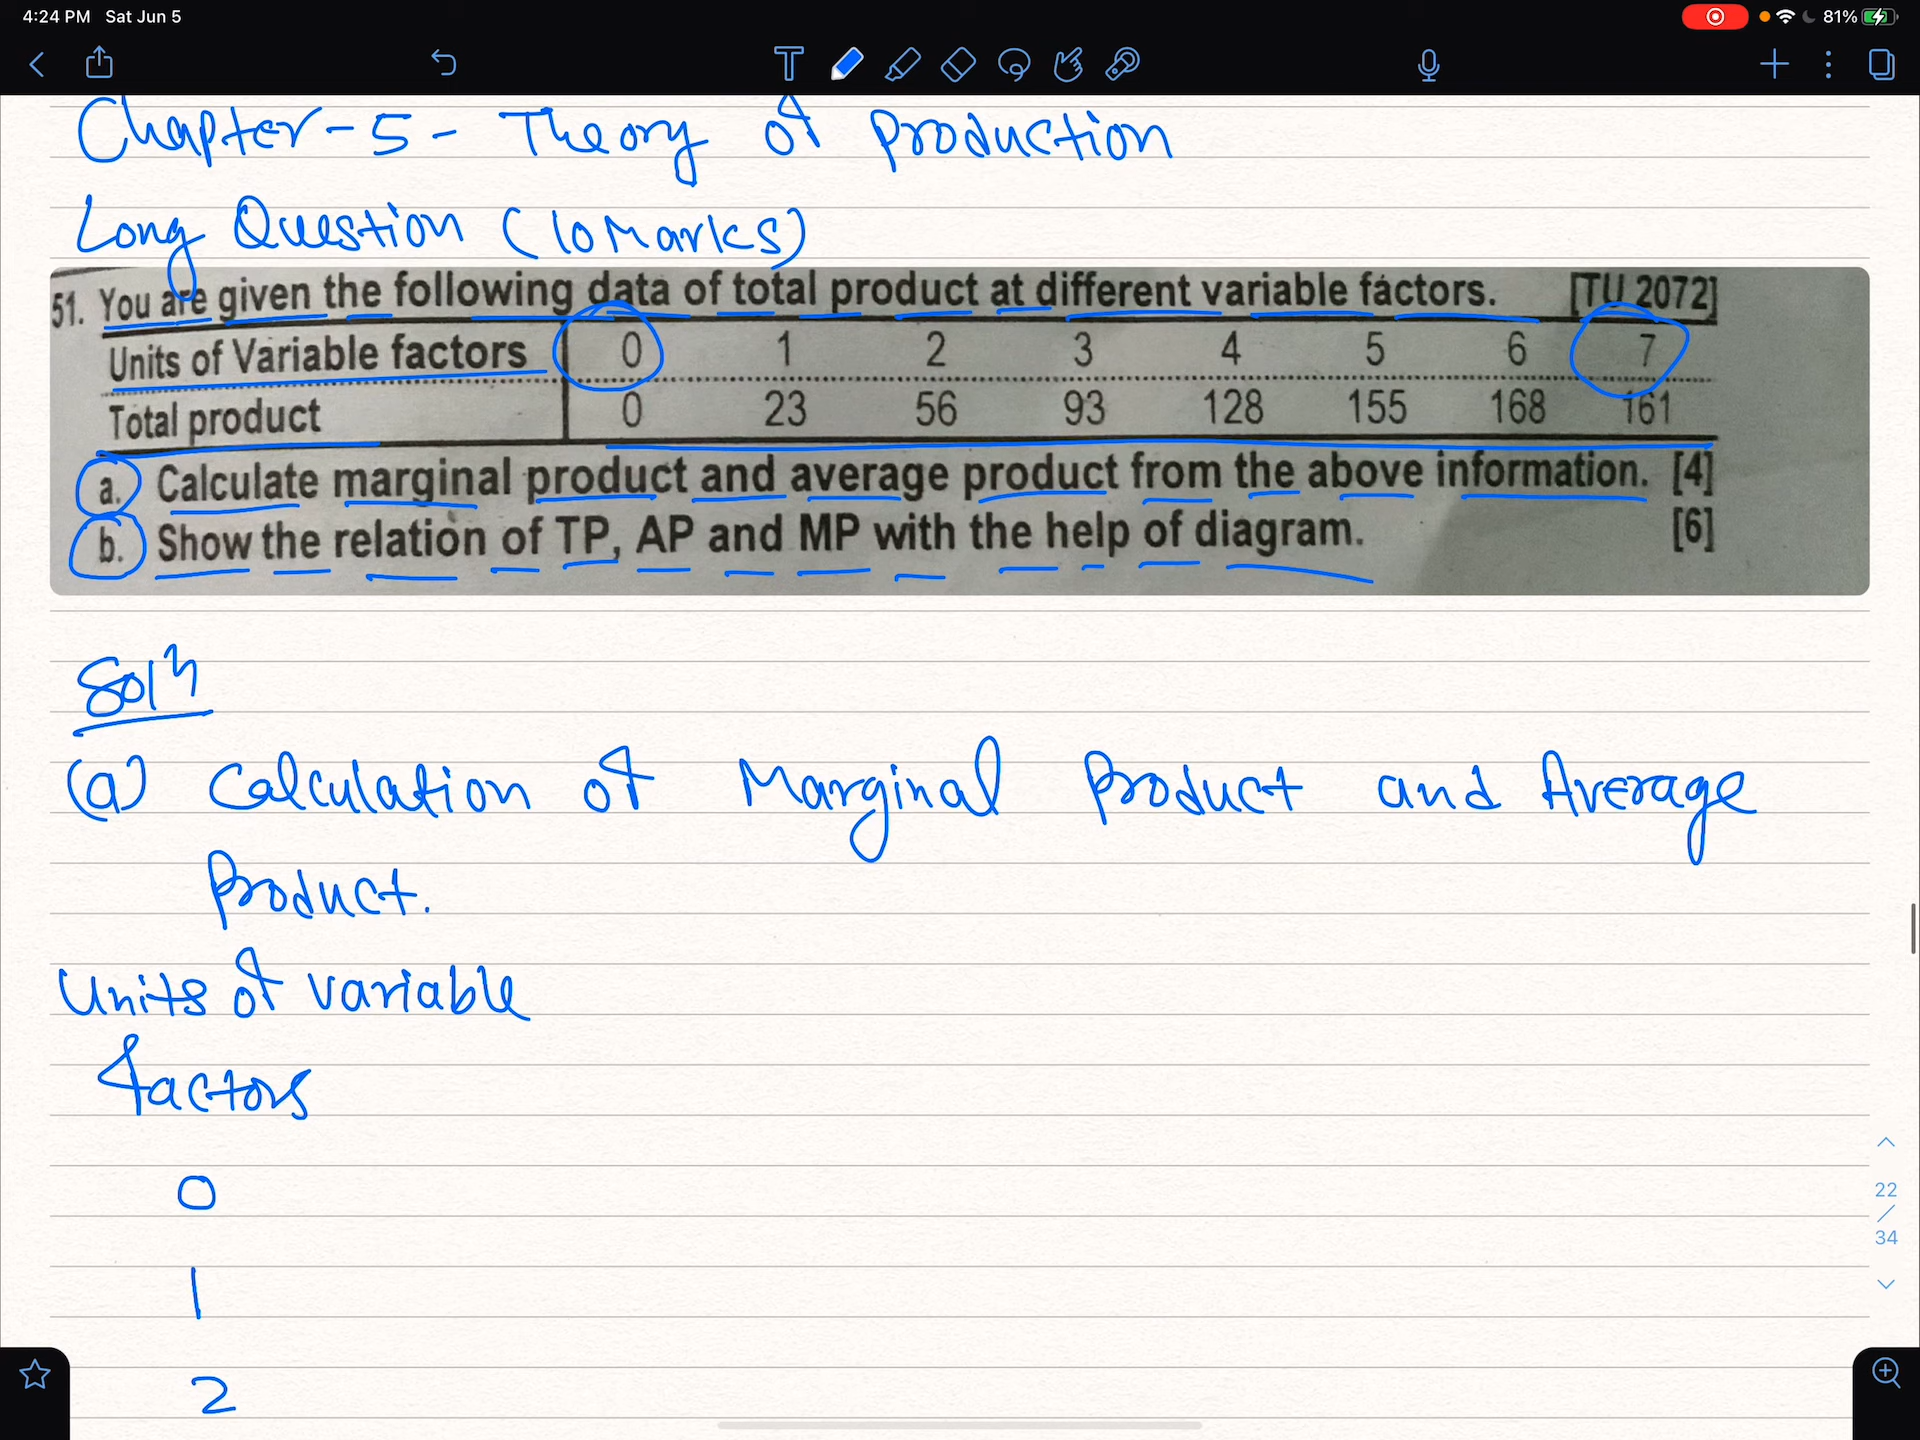 4:24 PM Sat Jun 5
81%
Chapter-5- Theory of Production
Long Question (10 Marks)
51. You are given the following data of total product at different variable factors. [TU 2072]
Units of Variable factors 0 1 2 3 4 5 6 7
Total product 0 23 56 93 128 155 168 161
a. Calculate marginal product and average product from the above information. [4]
b. Show the relation of TP, AP and MP with the help of diagram. [6]
Soln
(a) Calculation of Marginal Product and Average
Product.
Units of variable
factors
0
1
2
22
/
34